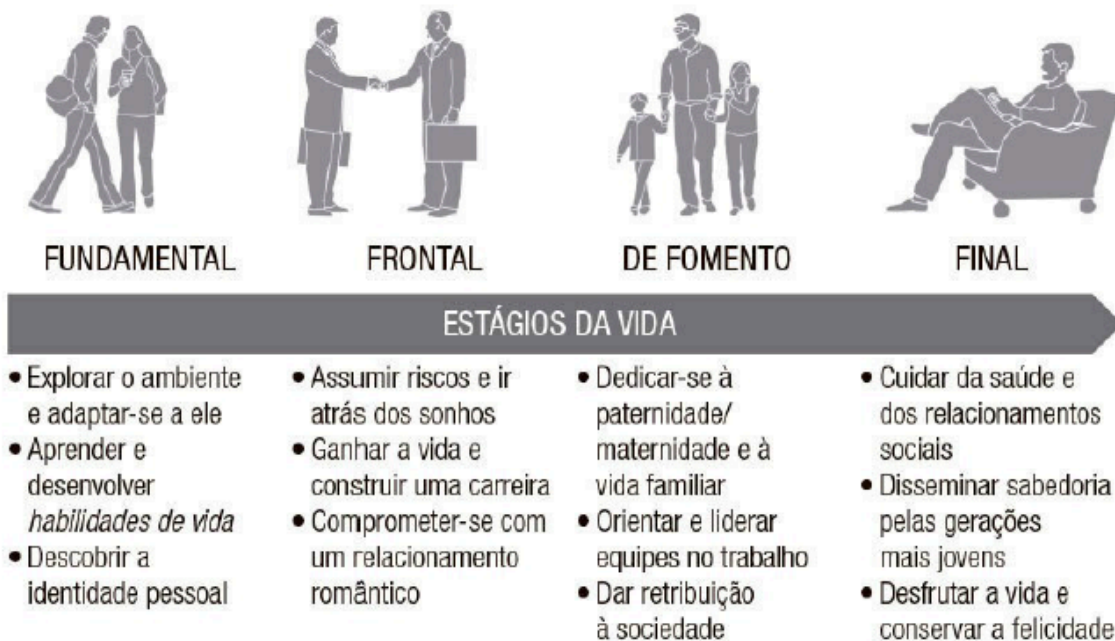 FUNDAMENTAL
FRONTAL
DE FOMENTO
FINAL
ESTÁGIOS DA VIDA
• Explorar o ambiente
e adaptar-se a ele
• Aprender e
desenvolver
habilidades de vida
• Descobrir a
identidade pessoal
• Assumir riscos e ir
atrás dos sonhos
• Ganhar a vida e
construir uma carreira
• Comprometer-se com
um relacionamento
romântico
• Dedicar-se à
paternidade/
maternidade e à
vida familiar
• Orientar e liderar
equipes no trabalho
• Dar retribuição
à sociedade
• Cuidar da saúde e
dos relacionamentos
sociais
• Disseminar sabedoria
pelas gerações
mais jovens
• Desfrutar a vida e
conservar a felicidade